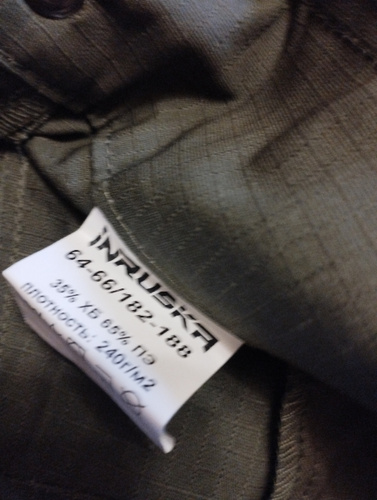 INRUSKA
64-66/182-188
35% ХБ 65% ПЭ
ПЛОТНОСТЬ: 240г/м2